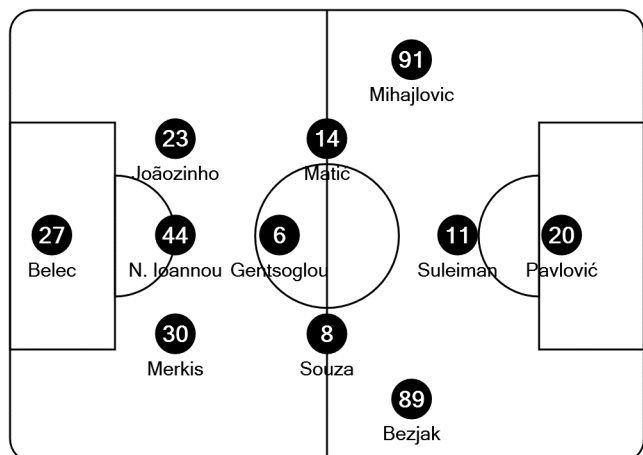 91
Mihajlovic
23
Joãozinho
14
Matić
27
Belec
44
N. Ioannou
6
Gentsoglou
11
Suleiman
20
Pavlović
30
Merkis
8
Souza
89
Bezjak